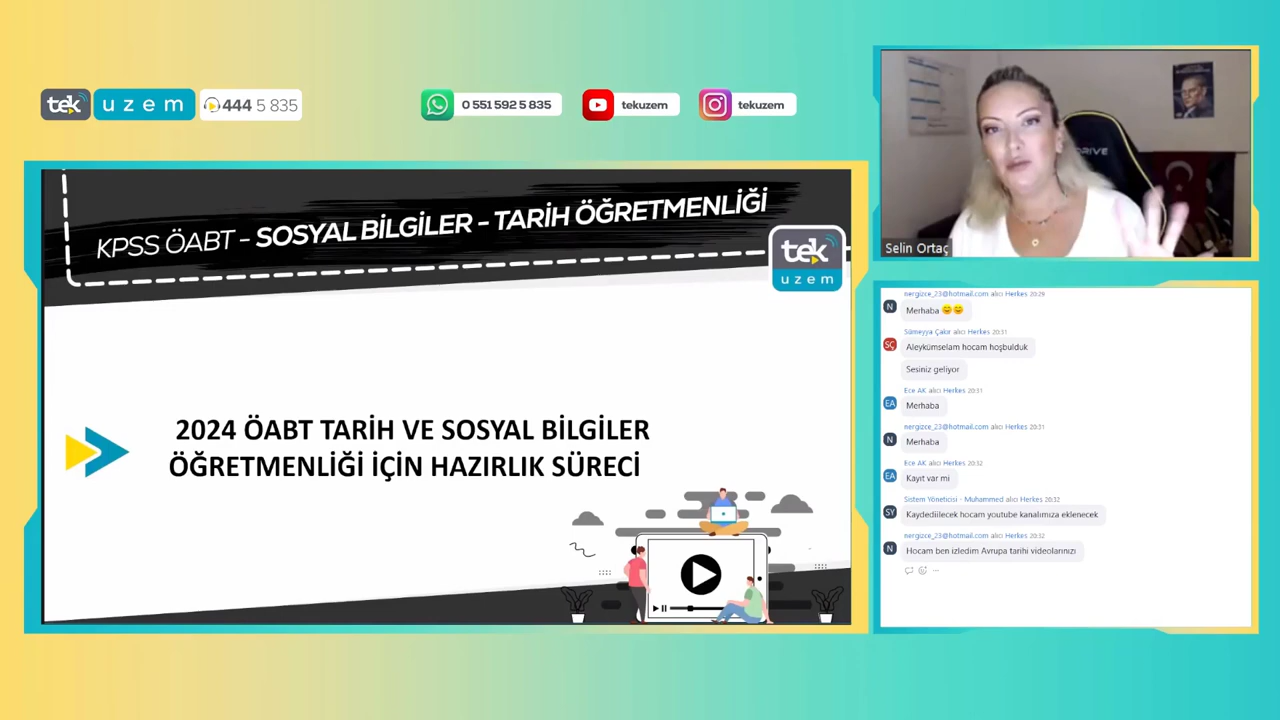 tek uzem 444 5 835
0 551 592 5 835
tekuzem
tekuzem
KPSS ÖABT - SOSYAL BİLGİLER - TARİH ÖĞRETMENLİĞİ
tek
uzem
2024 ÖABT TARİH VE SOSYAL BİLGİLER
ÖĞRETMENLİĞİ İÇİN HAZIRLIK SÜRECİ
DRIVE
Selin Ortaç
nergizce_23@hotmail.com alıcı Herkes 20:29
N
Merhaba 😊😊
Sümeyya Çakır alıcı Herkes 20:31
SÇ
Aleykümselam hocam hoşbulduk
Sesiniz geliyor
Ece AK alıcı Herkes 20:31
EA
Merhaba
nergizce_23@hotmail.com alıcı Herkes 20:31
N
Merhaba
Ece AK alıcı Herkes 20:32
EA
Kayıt var mi
Sistem Yöneticisi - Muhammed alıcı Herkes 20:32
SY
Kaydedilecek hocam youtube kanalımıza eklenecek
nergizce_23@hotmail.com alıcı Herkes 20:32
N
Hocam ben izledim Avrupa tarihi videolarınızı